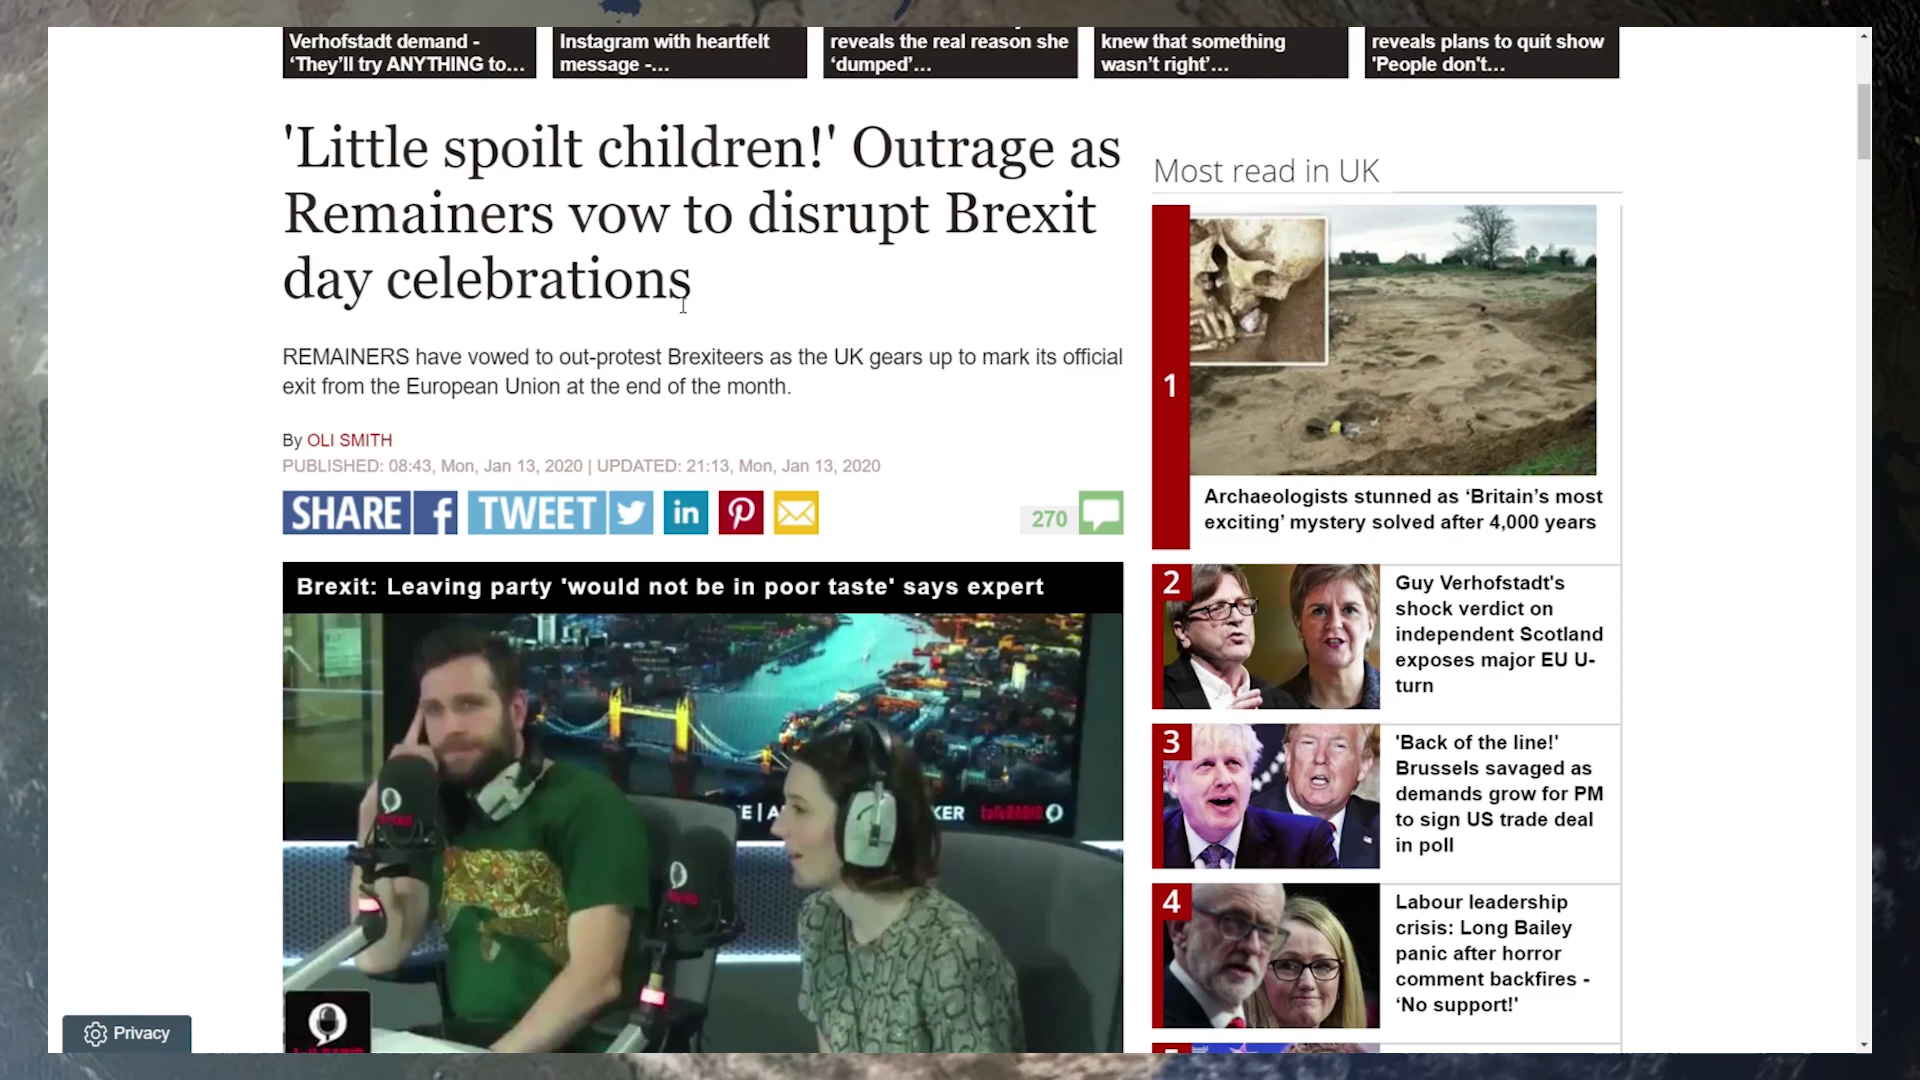 Verhofstadt demand -
‘They’ll try ANYTHING to…
Instagram with heartfelt
message -…
reveals the real reason she
‘dumped’…
knew that something
wasn’t right’…
reveals plans to quit show
'People don't…
'Little spoilt children!' Outrage as
Remainers vow to disrupt Brexit
day celebrations
REMAINERS have vowed to out-protest Brexiteers as the UK gears up to mark its official
exit from the European Union at the end of the month.
By OLI SMITH
PUBLISHED: 08:43, Mon, Jan 13, 2020 | UPDATED: 21:13, Mon, Jan 13, 2020
SHARE f TWEET in
270
Brexit: Leaving party 'would not be in poor taste' says expert
E | A
KER talkRADIO
Most read in UK
1
Archaeologists stunned as ‘Britain’s most
exciting’ mystery solved after 4,000 years
2
Guy Verhofstadt's
shock verdict on
independent Scotland
exposes major EU U-
turn
3
'Back of the line!'
Brussels savaged as
demands grow for PM
to sign US trade deal
in poll
4
Labour leadership
crisis: Long Bailey
panic after horror
comment backfires -
‘No support!'
Privacy